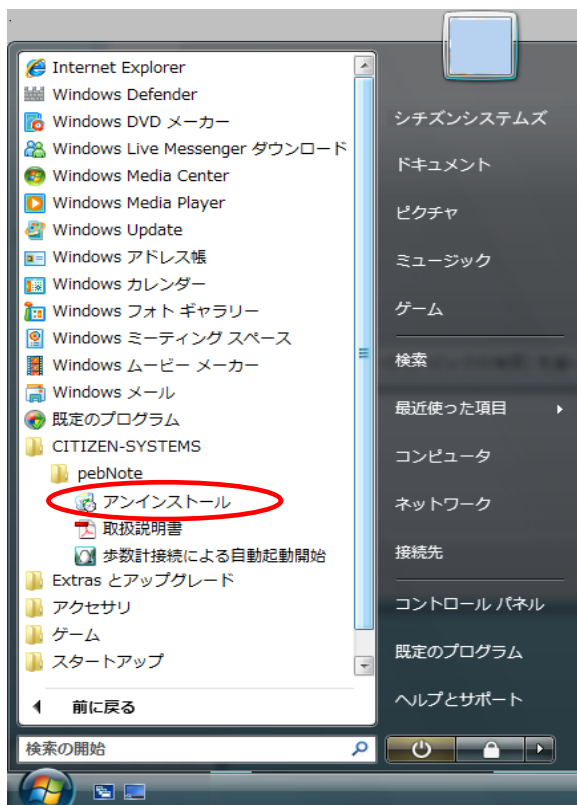 Internet Explorer
Windows Defender
Windows DVD メーカー
Windows Live Messenger ダウンロード
Windows Media Center
Windows Media Player
Windows Update
Windows アドレス帳
Windows カレンダー
Windows フォト ギャラリー
Windows ミーティング スペース
Windows ムービー メーカー
Windows メール
既定のプログラム
CITIZEN-SYSTEMS
pebNote
アンインストール
取扱説明書
歩数計接続による自動起動開始
Extras とアップグレード
アクセサリ
ゲーム
スタートアップ
前に戻る
検索の開始
シチズンシステムズ
ドキュメント
ピクチャ
ミュージック
ゲーム
検索
最近使った項目
コンピュータ
ネットワーク
接続先
コントロール パネル
既定のプログラム
ヘルプとサポート